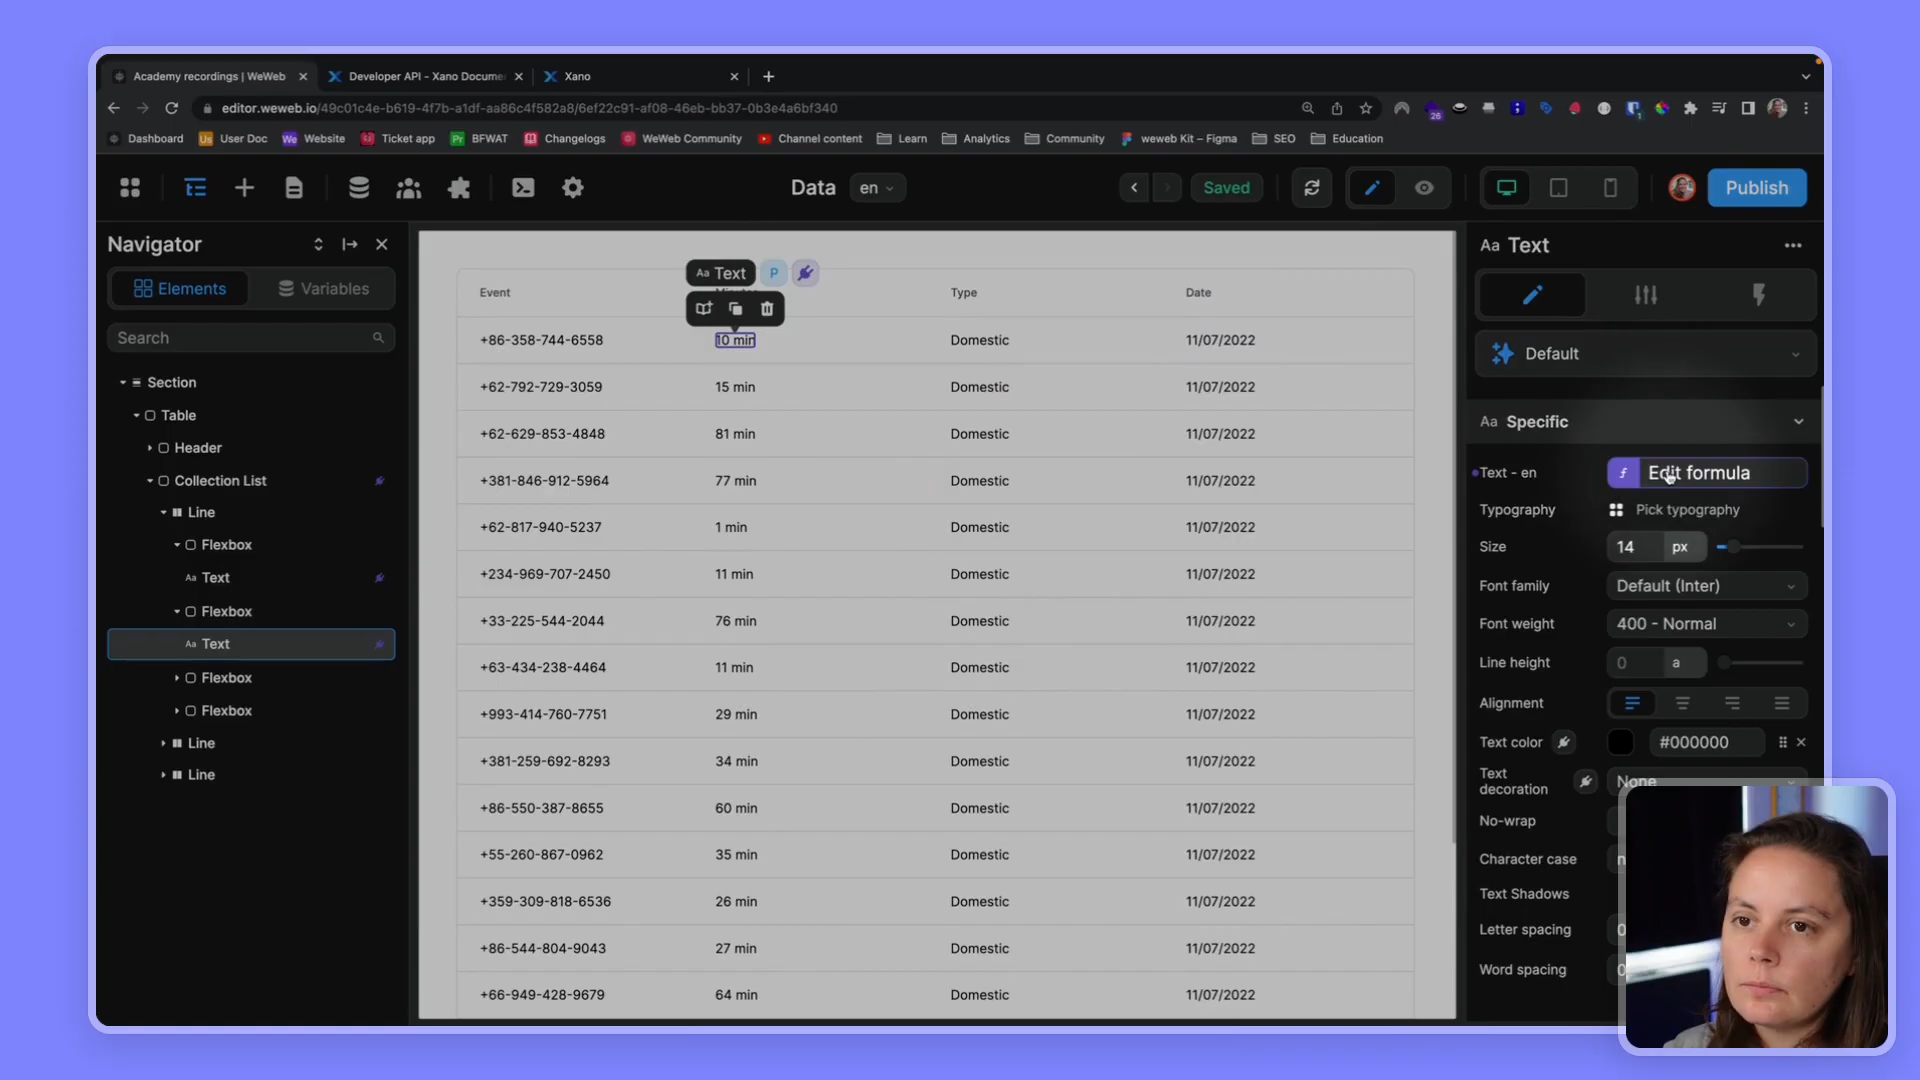 Academy recordings | WeWeb
Developer API - Xano Docume
Xano
editor.weweb.io/49c01c4e-b619-4f7b-a1df-aa86c4f582a8/6ef22c91-af08-46eb-bb37-0b3e4a6bf340
26
1
Dashboard
Us User Doc
We Website
Ticket app
Pr BFWAT
Changelogs
WeWeb Community
Channel content
Learn
Analytics
Community
weweb Kit – Figma
SEO
Education
Data
en
Saved
Publish
Navigator
Elements
Variables
Search
Section
Table
Header
Collection List
Line
Flexbox
Aa Text
Flexbox
Aa Text
Flexbox
Flexbox
Line
Line
Aa Text P
Event Type Date
+86-358-744-6558 10 min Domestic 11/07/2022
+62-792-729-3059 15 min Domestic 11/07/2022
+62-629-853-4848 81 min Domestic 11/07/2022
+381-846-912-5964 77 min Domestic 11/07/2022
+62-817-940-5237 1 min Domestic 11/07/2022
+234-969-707-2450 11 min Domestic 11/07/2022
+33-225-544-2044 76 min Domestic 11/07/2022
+63-434-238-4464 11 min Domestic 11/07/2022
+993-414-760-7751 29 min Domestic 11/07/2022
+381-259-692-8293 34 min Domestic 11/07/2022
+86-550-387-8655 60 min Domestic 11/07/2022
+55-260-867-0962 35 min Domestic 11/07/2022
+359-309-818-6536 26 min Domestic 11/07/2022
+86-544-804-9043 27 min Domestic 11/07/2022
+66-949-428-9679 64 min Domestic 11/07/2022
Aa Text
Default
Aa Specific
Text - en
f Edit formula
Typography Pick typography
Size 14 px
Font family Default (Inter)
Font weight 400 - Normal
Line height 0 a
Alignment
Text color #000000
Text
decoration
None
No-wrap
Character case
Text Shadows
Letter spacing
Word spacing